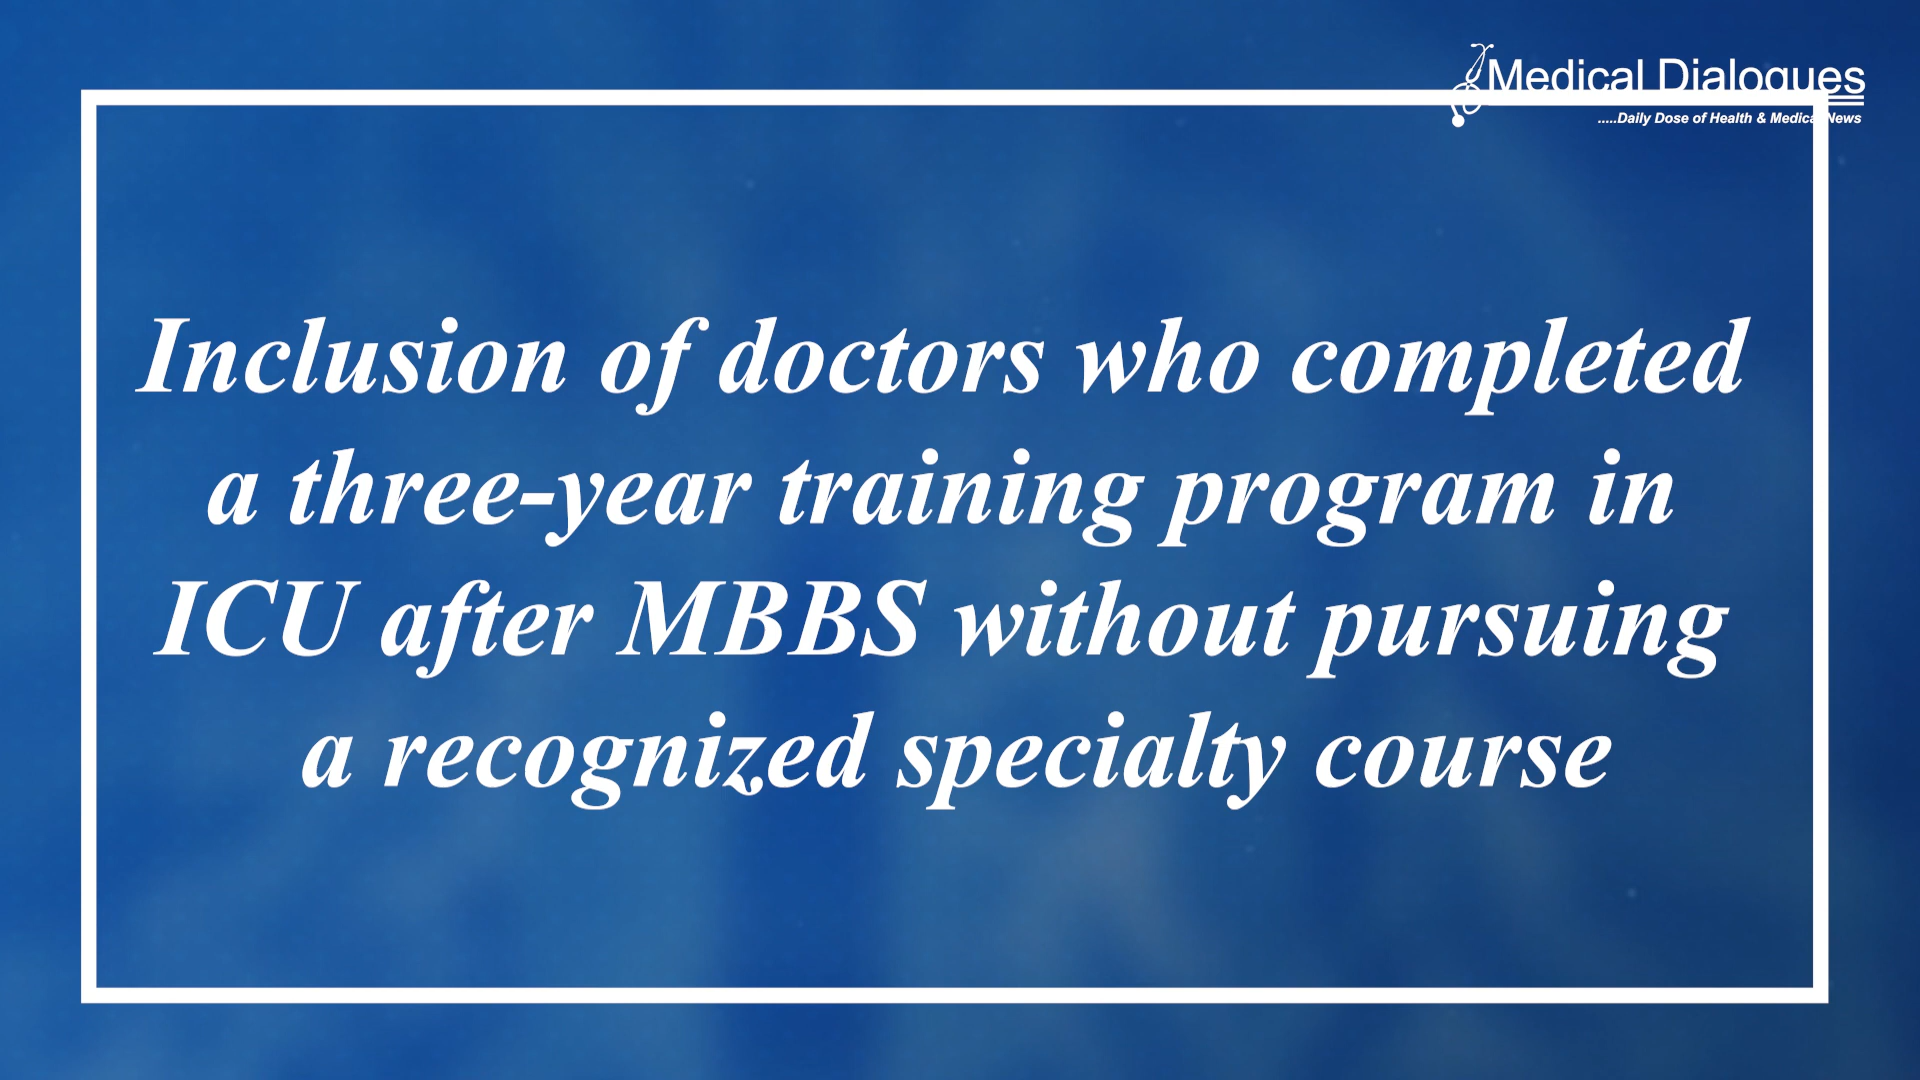 Medical Dialogues
.....Daily Dose of Health & Medical News
Inclusion of doctors who completed
a three-year training program in
ICU after MBBS without pursuing
a recognized specialty course